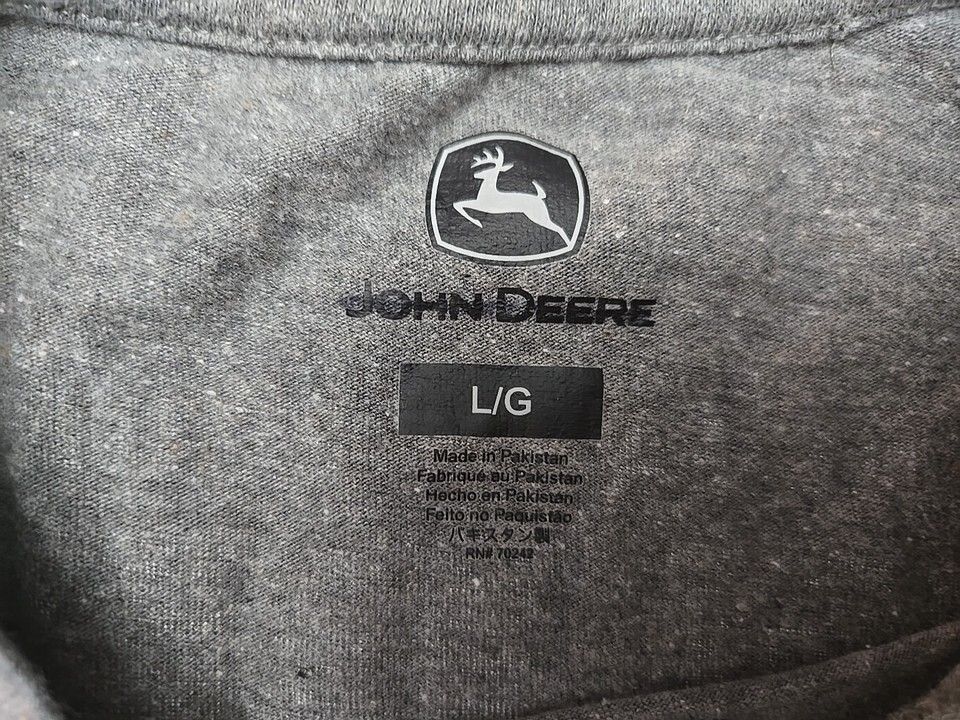 JOHN DEERE
L/G
Made in Pakistan
Fabriqué au Pakistan
Hecho en Pakistan
Feito no Paquistão
パキスタン製
RN# 70243